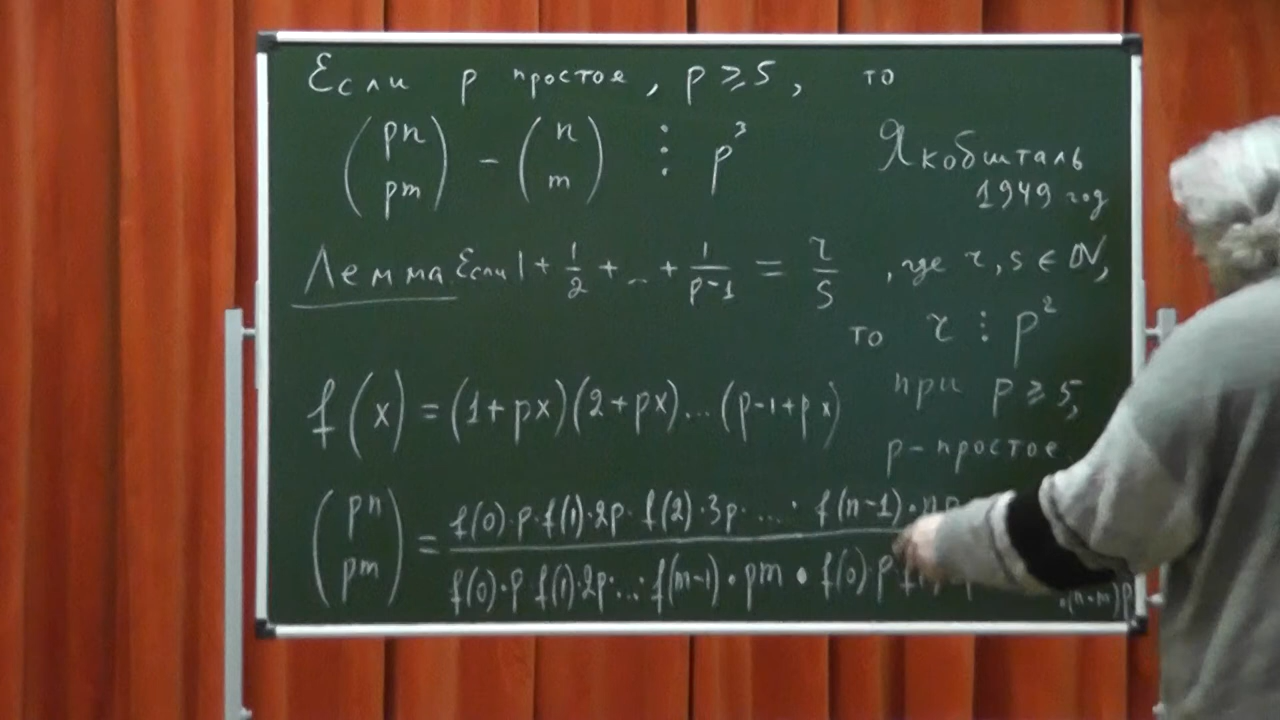 Если p простое, p ⩾ 5, то
(pn pm) - (n m) ⋮ p³
Якобшталь
1949 год
Лемма Если 1 + 1/2 + ... + 1/(p-1) = r/s, где r, s ∈ ℕ,
то r ⋮ p²
при p ⩾ 5,
p-простое
f(x) = (1+px)(2+px)...(p-1+px)
(pn pm) = f(0)·p·f(1)·2p·f(2)·3p·...·f(n-1)·np
f(0)·p f(1)·2p·...·f(m-1)·pm · f(0)·p
·(n-m)p